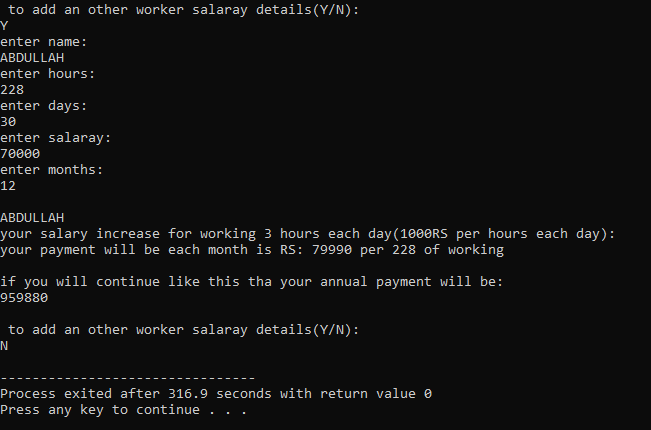 to add an other worker salaray details(Y/N):
Y
enter name:
ABDULLAH
enter hours:
228
enter days:
30
enter salaray:
70000
enter months:
12
ABDULLAH
your salary increase for working 3 hours each day(1000RS per hours each day):
your payment will be each month is RS: 79990 per 228 of working
if you will continue like this tha your annual payment will be:
959880
to add an other worker salaray details(Y/N):
N
--------------------------------
Process exited after 316.9 seconds with return value 0
Press any key to continue . . .